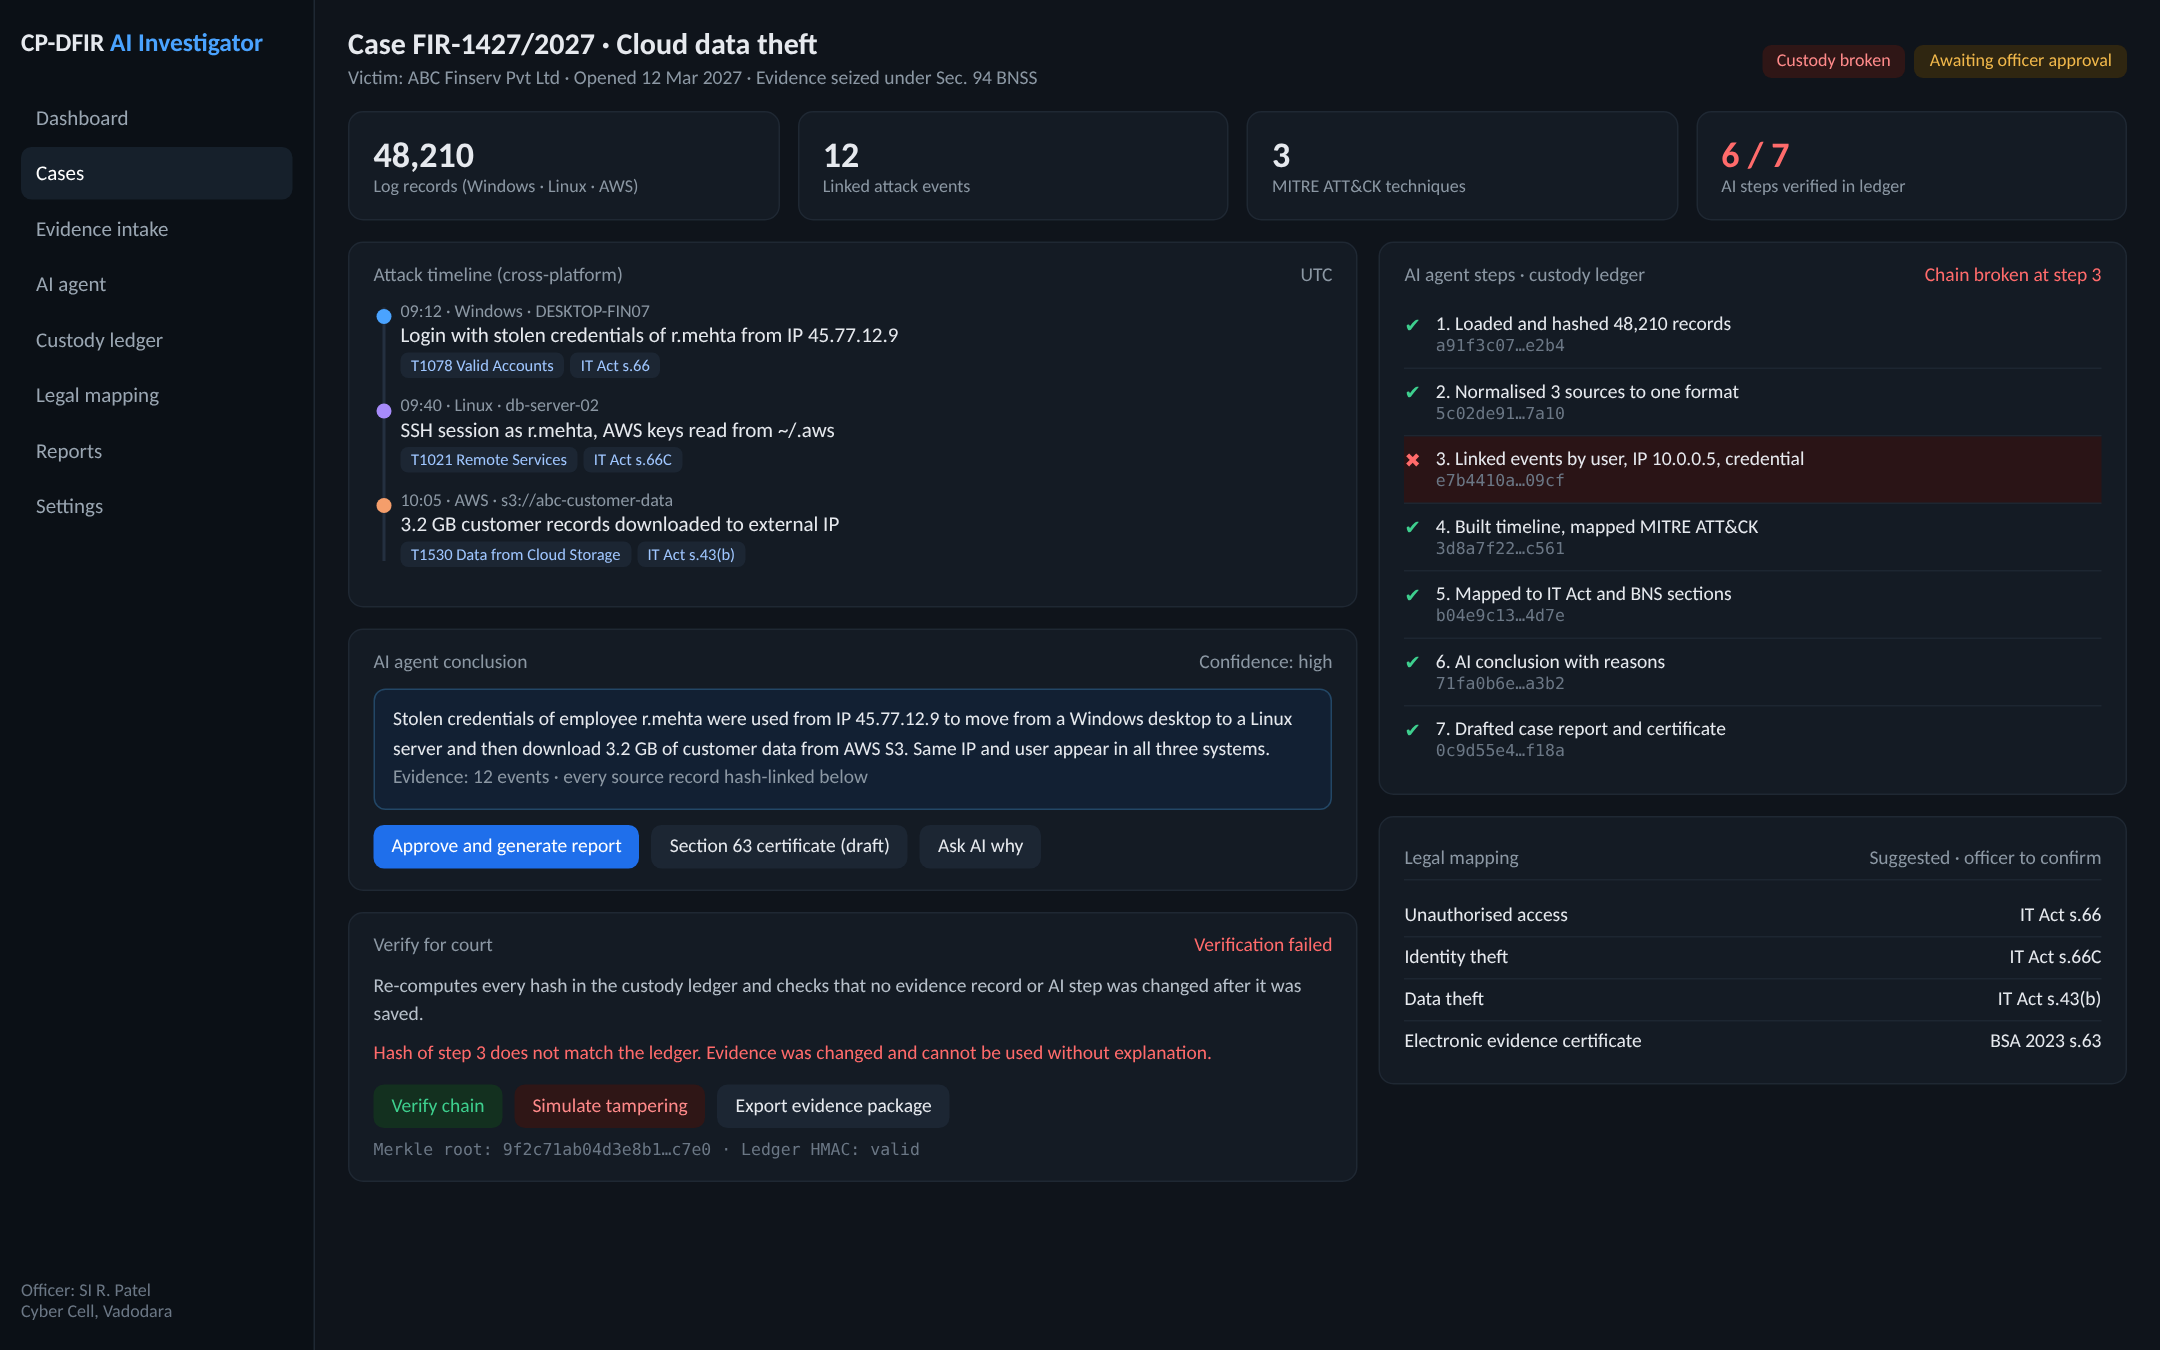 CP-DFIR AI Investigator
Dashboard
Cases
Evidence intake
AI agent
Custody ledger
Legal mapping
Reports
Settings
Officer: SI R. Patel
Cyber Cell, Vadodara
Case FIR-1427/2027 · Cloud data theft
Victim: ABC Finserv Pvt Ltd · Opened 12 Mar 2027 · Evidence seized under Sec. 94 BNSS
Custody broken
Awaiting officer approval
48,210
Log records (Windows · Linux · AWS)
12
Linked attack events
3
MITRE ATT&CK techniques
6 / 7
AI steps verified in ledger
Attack timeline (cross-platform)
UTC
09:12 · Windows · DESKTOP-FIN07
Login with stolen credentials of r.mehta from IP 45.77.12.9
T1078 Valid Accounts
IT Act s.66
09:40 · Linux · db-server-02
SSH session as r.mehta, AWS keys read from ~/.aws
T1021 Remote Services
IT Act s.66C
10:05 · AWS · s3://abc-customer-data
3.2 GB customer records downloaded to external IP
T1530 Data from Cloud Storage
IT Act s.43(b)
AI agent conclusion
Confidence: high
Stolen credentials of employee r.mehta were used from IP 45.77.12.9 to move from a Windows desktop to a Linux
server and then download 3.2 GB of customer data from AWS S3. Same IP and user appear in all three systems.
Evidence: 12 events · every source record hash-linked below
Approve and generate report
Section 63 certificate (draft)
Ask AI why
Verify for court
Verification failed
Re-computes every hash in the custody ledger and checks that no evidence record or AI step was changed after it was
saved.
Hash of step 3 does not match the ledger. Evidence was changed and cannot be used without explanation.
Verify chain
Simulate tampering
Export evidence package
Merkle root: 9f2c71ab04d3e8b1…c7e0 · Ledger HMAC: valid
AI agent steps · custody ledger
Chain broken at step 3
✔ 1. Loaded and hashed 48,210 records
a91f3c07…e2b4
✔ 2. Normalised 3 sources to one format
5c02de91…7a10
✖ 3. Linked events by user, IP 10.0.0.5, credential
e7b4410a…09cf
✔ 4. Built timeline, mapped MITRE ATT&CK
3d8a7f22…c561
✔ 5. Mapped to IT Act and BNS sections
b04e9c13…4d7e
✔ 6. AI conclusion with reasons
71fa0b6e…a3b2
✔ 7. Drafted case report and certificate
0c9d55e4…f18a
Legal mapping
Suggested · officer to confirm
Unauthorised access
IT Act s.66
Identity theft
IT Act s.66C
Data theft
IT Act s.43(b)
Electronic evidence certificate
BSA 2023 s.63